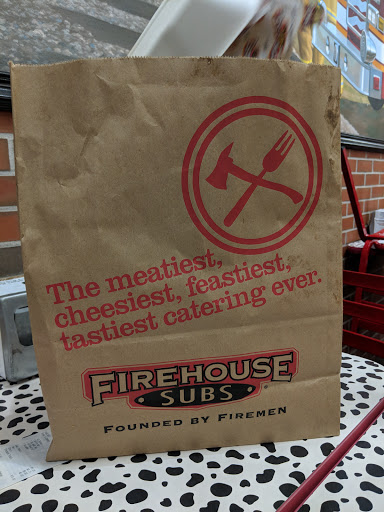 The meatiest,
cheesiest, feastiest,
tastiest catering ever.
FIREHOUSE
SUBS
FOUNDED BY FIREMEN